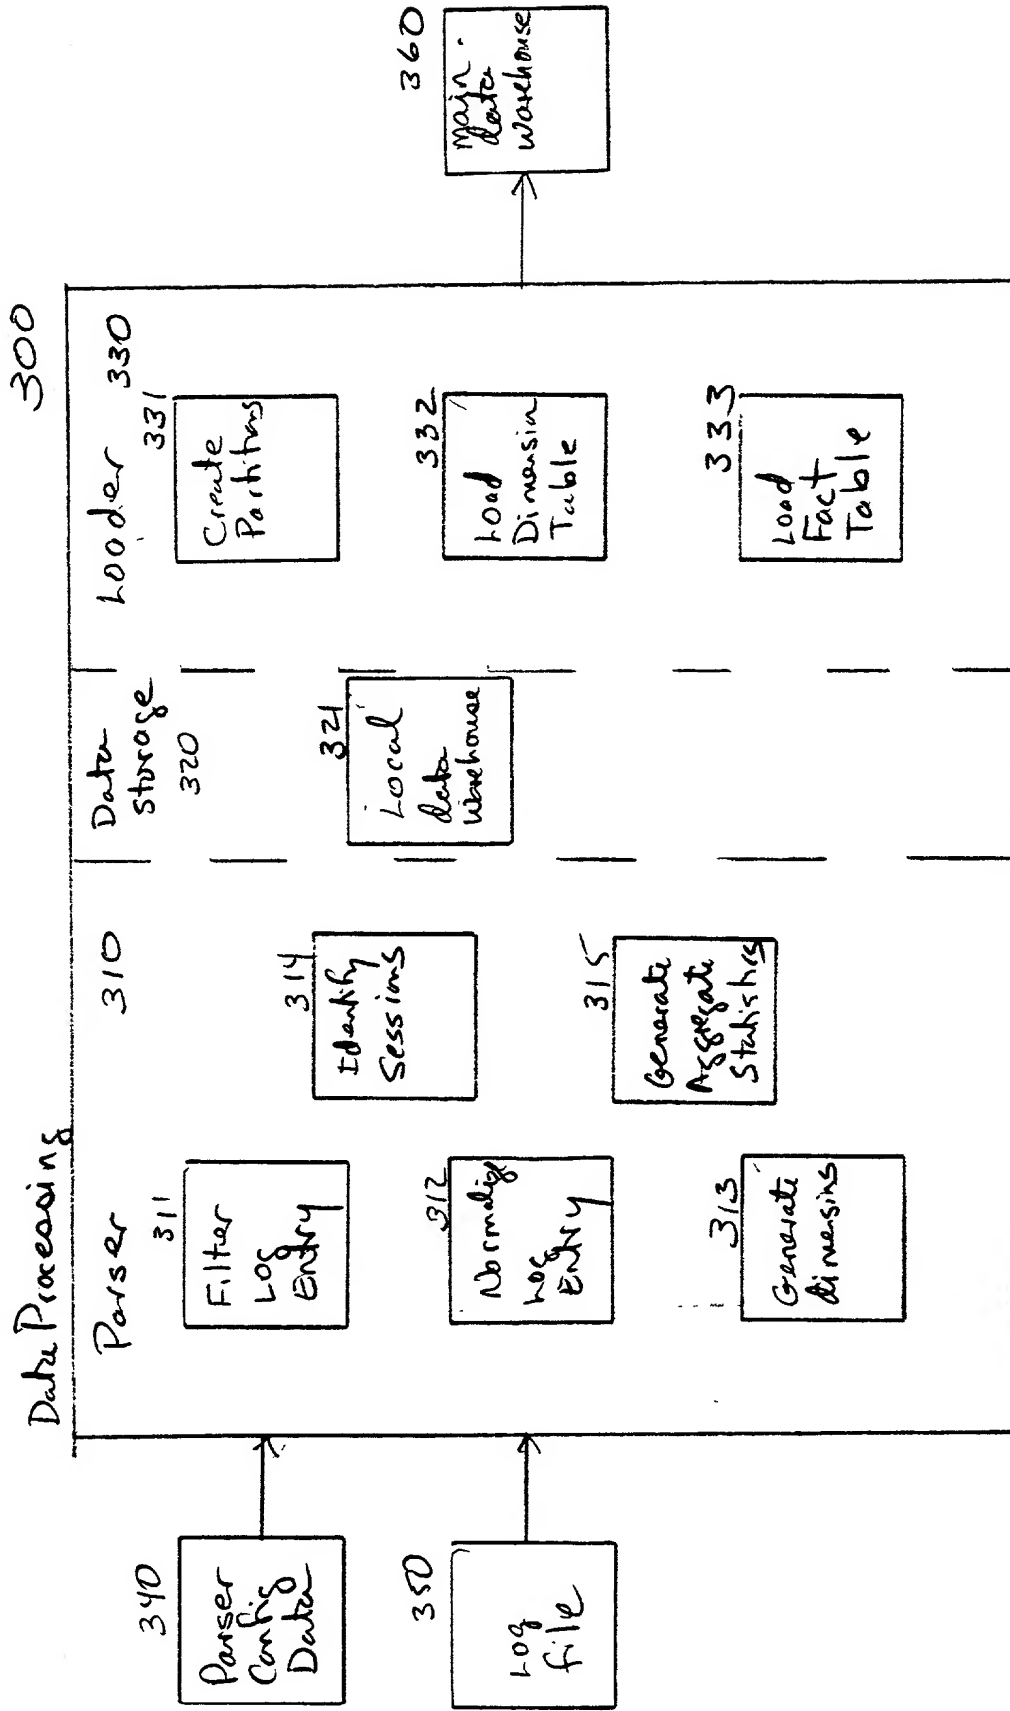 300
Data Processing
Parser
310
Data
Storage
320
Loader
330
340
Parser
Config
Data
350
Log
file
311
Filter
Log
Entry
312
Normalize
Log
Entry
313
Generate
dimensins
314
Identify
Sessions
315
Generate
Aggregate
Statistics
321
Local
data
warehouse
331
Create
Partitions
332
Load
Dimension
Table
333
Load
Fact
Table
360
main
data
warehouse